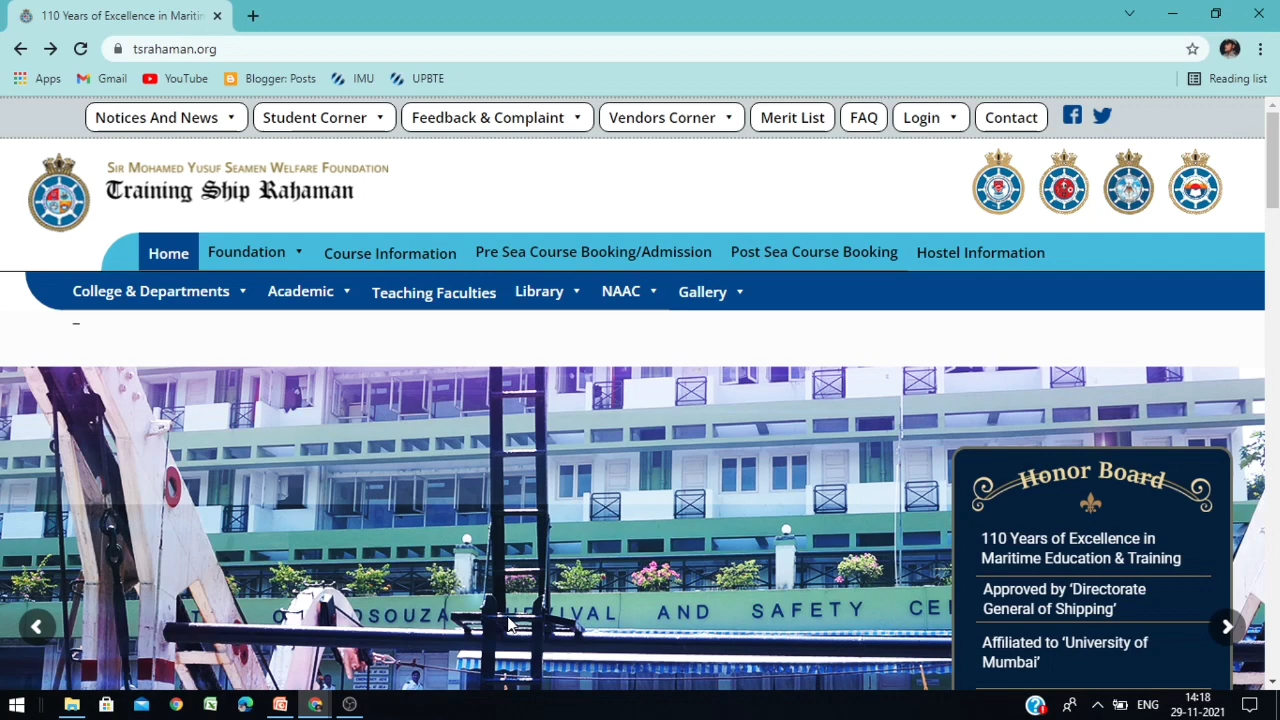 110 Years of Excellence in Maritim
tsrahaman.org
Apps Gmail YouTube Blogger: Posts IMU UPBTE Reading list
Notices And News Student Corner Feedback & Complaint Vendors Corner Merit List FAQ Login Contact
Sir Mohamed Yusuf Seamen Welfare Foundation
Training Ship Rahaman
Home Foundation Course Information Pre Sea Course Booking/Admission Post Sea Course Booking Hostel Information
College & Departments Academic Teaching Faculties Library NAAC Gallery
–
Honor Board
110 Years of Excellence in
Maritime Education & Training
Approved by ‘Directorate
General of Shipping’
AND SAFETY
Affiliated to ‘University of
Mumbai’
ENG
14:18
29-11-2021